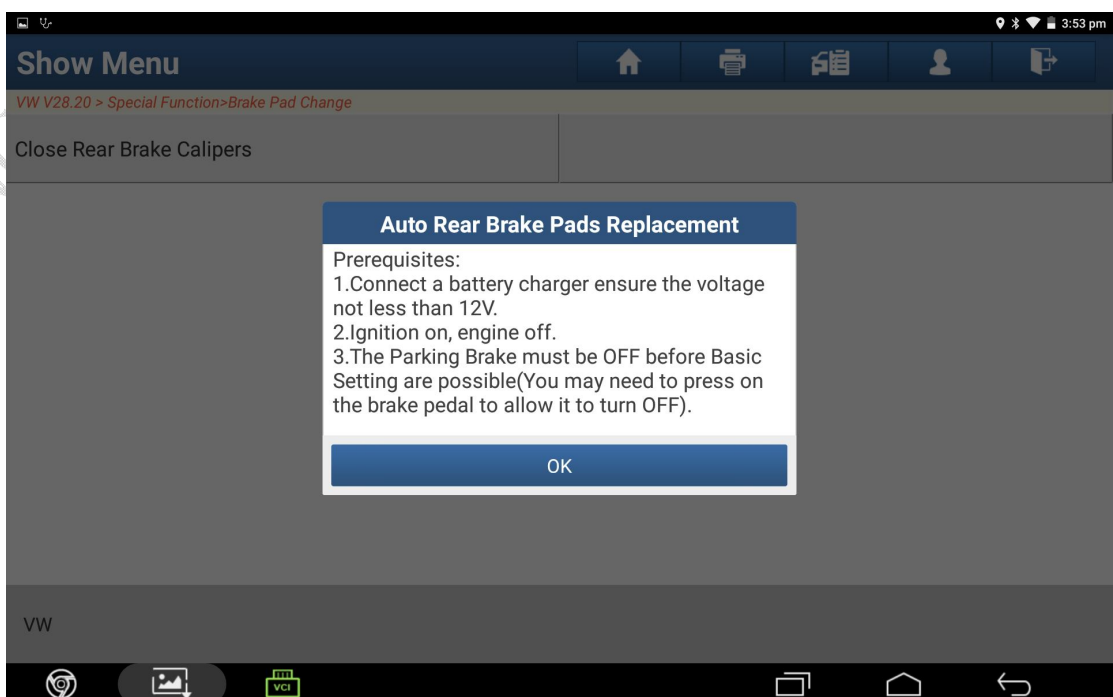 3:53 pm
Show Menu
VW V28.20 > Special Function>Brake Pad Change
Close Rear Brake Calipers
Auto Rear Brake Pads Replacement
Prerequisites:
1.Connect a battery charger ensure the voltage
not less than 12V.
2.Ignition on, engine off.
3.The Parking Brake must be OFF before Basic
Setting are possible(You may need to press on
the brake pedal to allow it to turn OFF).
OK
VW
VCI